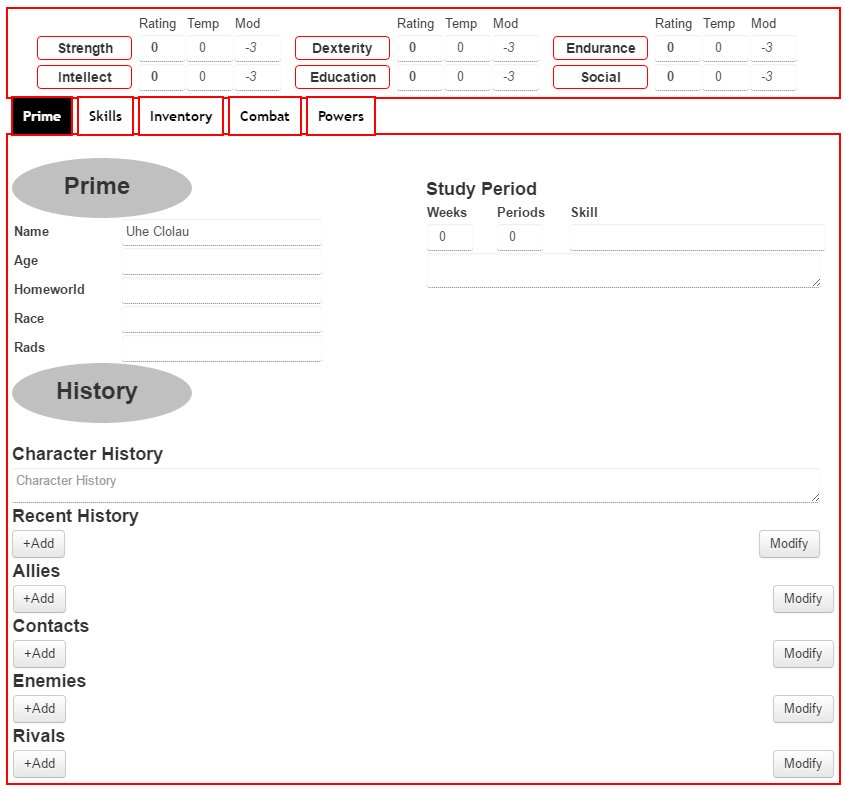 Rating Temp Mod Rating Temp Mod Rating Temp Mod
Strength 0 0 -3 Dexterity 0 0 -3 Endurance 0 0 -3
Intellect 0 0 -3 Education 0 0 -3 Social 0 0 -3
Prime Skills Inventory Combat Powers
Prime
Study Period
Weeks Periods Skill
Name Uhe Clolau 0 0
Age
Homeworld
Race
Rads
History
Character History
Character History
Recent History
+Add Modify
Allies
+Add Modify
Contacts
+Add Modify
Enemies
+Add Modify
Rivals
+Add Modify